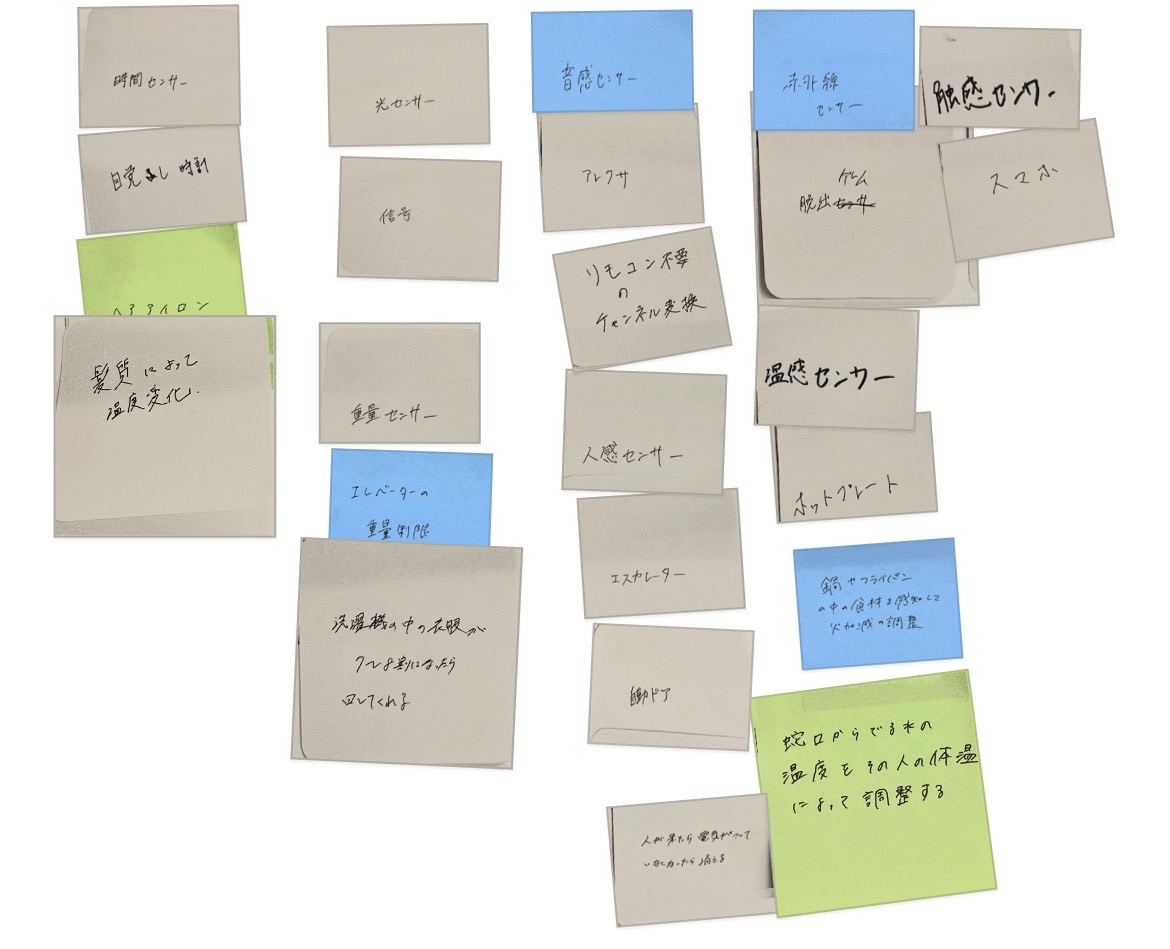 時間センサー
目覚まし時計
ヘアアイロン
髪質によって
温度変化.
光センサー
信号
重量センサー
エレベーターの
重量制限
洗濯機の中の衣服が
7〜8割になったら
回してくれる
音感センサー
アレクサ
リモコン不要
の
チャンネル変換
人感センサー
エスカレーター
自動ドア
人が来たら電気がついて
いなくなったら消える
赤外線
センサー
ゲーム
脱出
触感センサー
スマホ
温感センサー
ホットプレート
鍋やフライパン
の中の食材を感知して
火加減の調整
蛇口からでる水の
温度をその人の体温
によって調整する